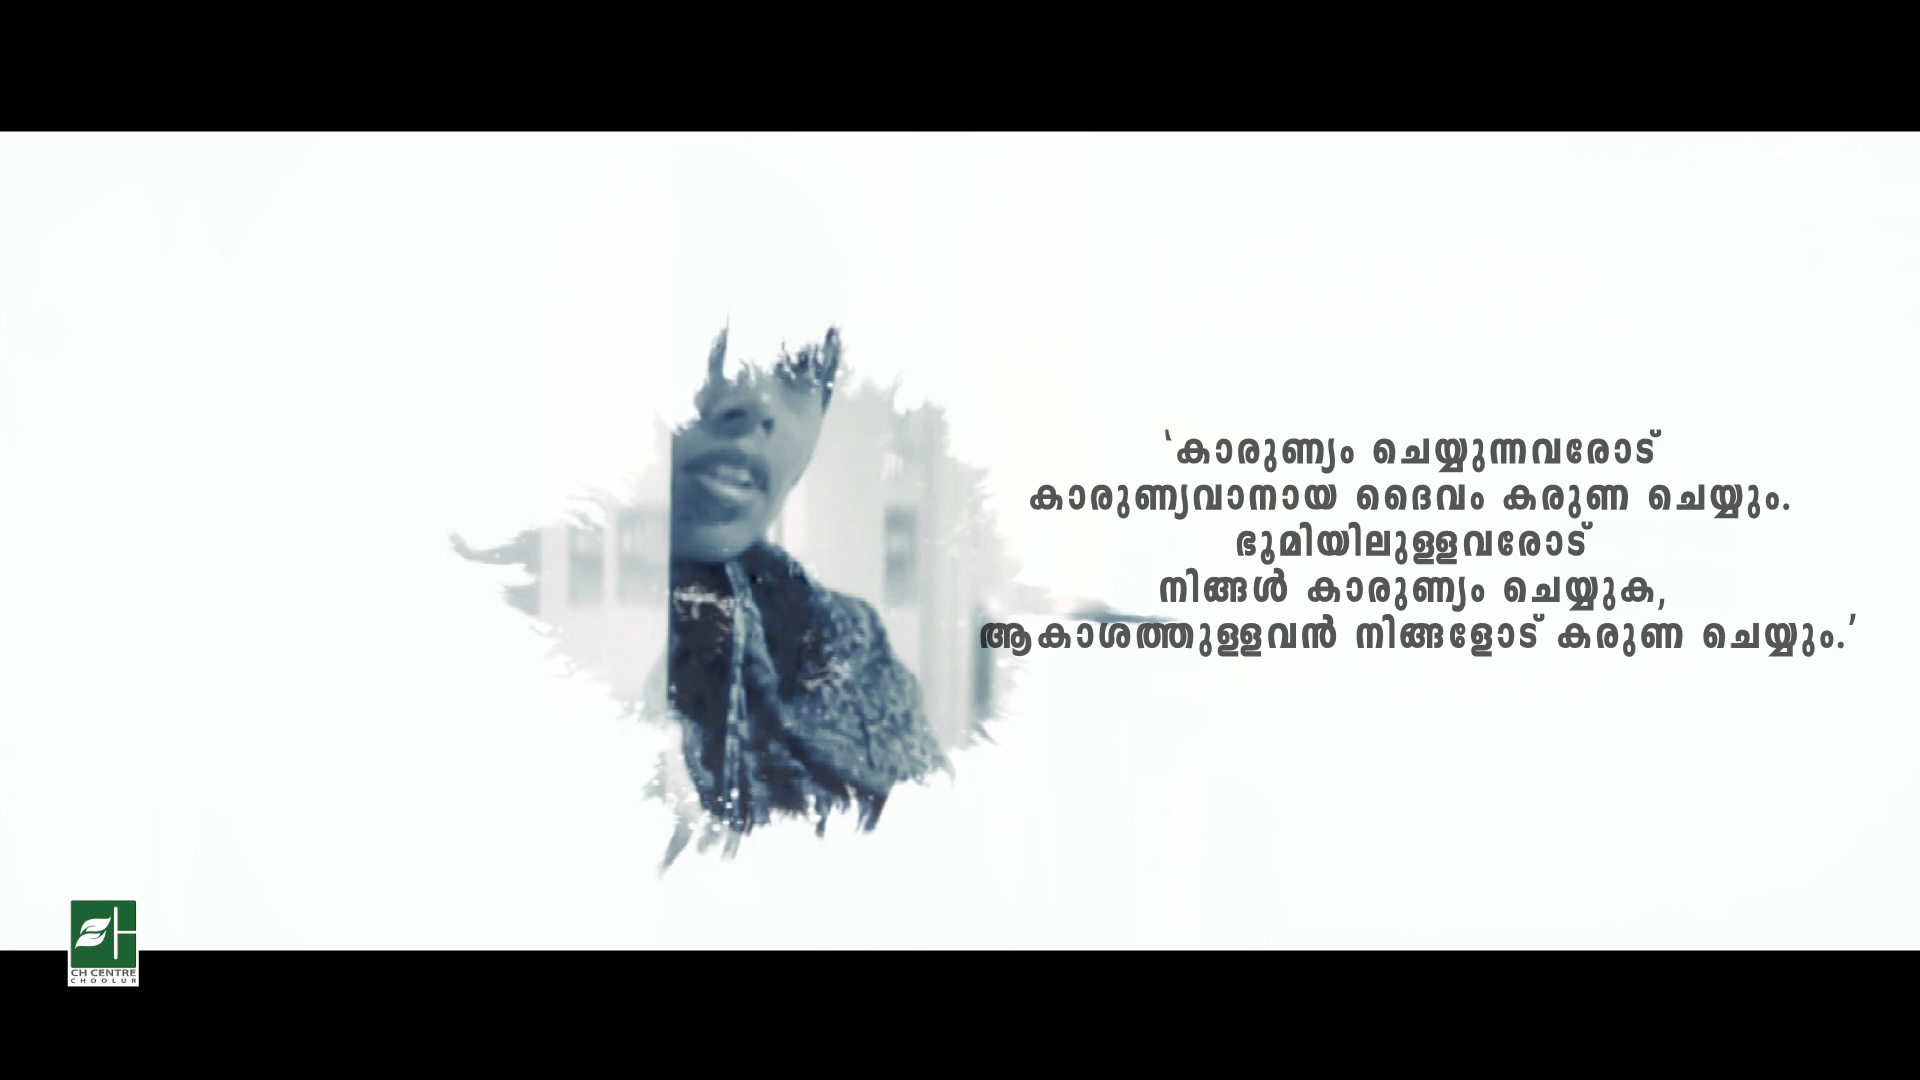 ‘കാരുണ്യം ചെയ്യുന്നവരോട്
കാരുണ്യവാനായ ദൈവം കരുണ ചെയ്യും.
ഭൂമിയിലുള്ളവരോട്
നിങ്ങൾ കാരുണ്യം ചെയ്യുക,
ആകാശത്തുള്ളവൻ നിങ്ങളോട് കരുണ ചെയ്യും.’
CH CENTRE
CHOOLUR